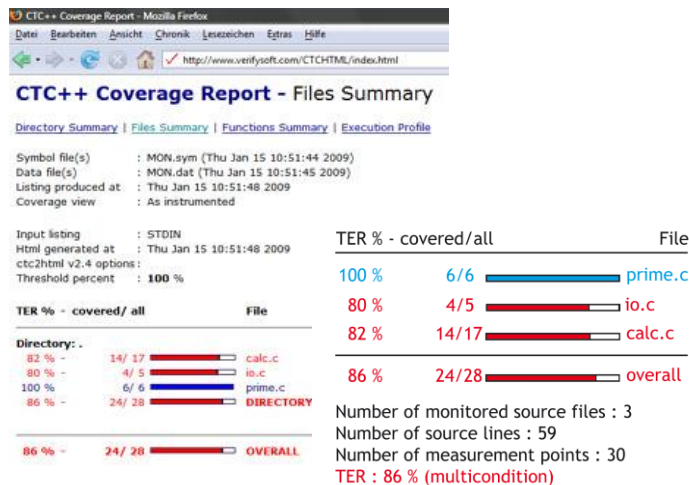 CTC++ Coverage Report - Mozilla Firefox
Datei Bearbeiten Ansicht Chronik Lesezeichen Extras Hilfe
http://www.verifysoft.com/CTCHTML/index.html
CTC++ Coverage Report - Files Summary
Directory Summary | Files Summary | Functions Summary | Execution Profile
Symbol file(s) : MON.sym (Thu Jan 15 10:51:44 2009)
Data file(s) : MON.dat (Thu Jan 15 10:51:45 2009)
Listing produced at : Thu Jan 15 10:51:48 2009
Coverage view : As instrumented
Input listing : STDIN
Html generated at : Thu Jan 15 10:51:48 2009
ctc2html v2.4 options:
Threshold percent : 100 %
TER % - covered/ all File
Directory: .
82 % - 14/ 17 calc.c
80 % - 4/ 5 io.c
100 % 6/ 6 prime.c
86 % - 24/ 28 DIRECTORY
86 % - 24/ 28 OVERALL
TER % - covered/all File
100 % 6/6 prime.c
80 % 4/5 io.c
82 % 14/17 calc.c
86 % 24/28 overall
Number of monitored source files : 3
Number of source lines : 59
Number of measurement points : 30
TER : 86 % (multicondition)